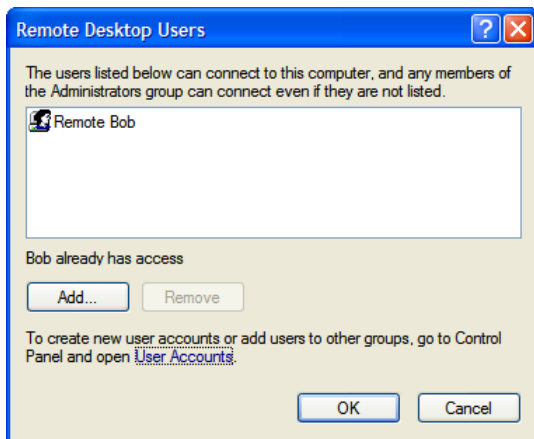 Remote Desktop Users
The users listed below can connect to this computer, and any members of
the Administrators group can connect even if they are not listed.
Remote Bob
Bob already has access
Add...
Remove
To create new user accounts or add users to other groups, go to Control
Panel and open User Accounts.
OK
Cancel